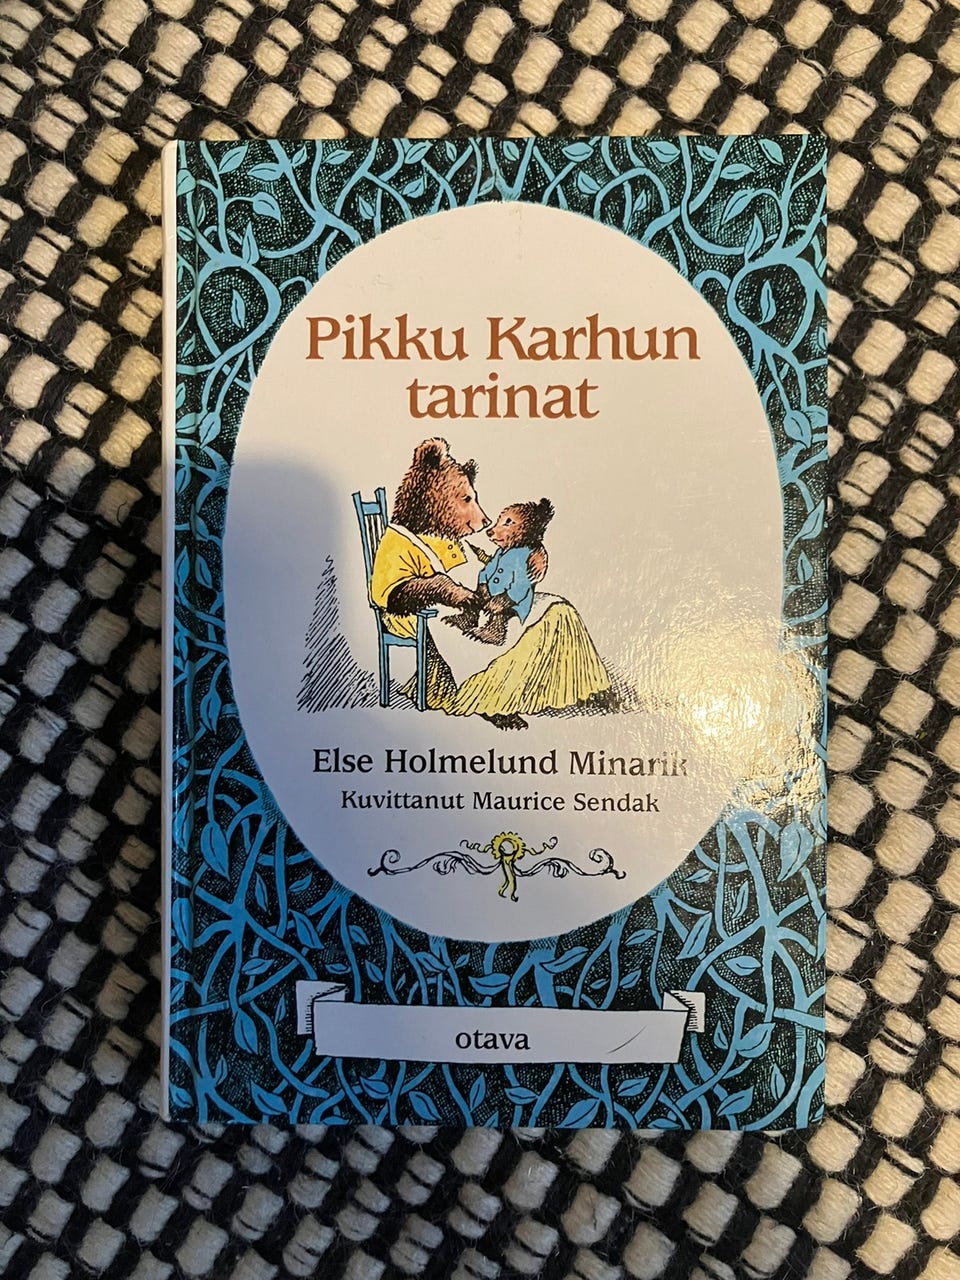 Pikku Karhun
tarinat
Else Holmelund Minarik
Kuvittanut Maurice Sendak
otava